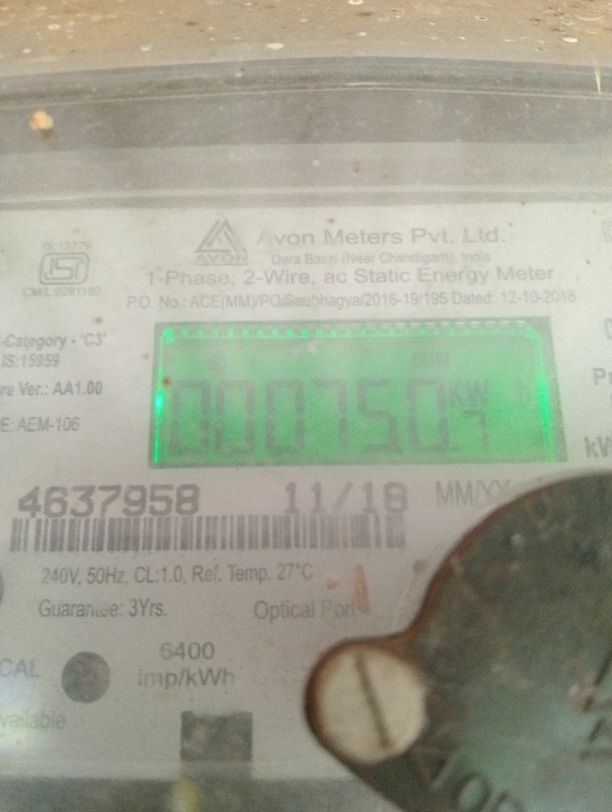 IS 13779
CM/L 9281180
AVON
Avon Meters Pvt. Ltd.
Dera Bassi (Near Chandigarh), India
1-Phase, 2-Wire, ac Static Energy Meter
P.O. No.: ACE(MM)/PO/Saubhagya/2018-19/195 Dated: 12-10-2018
-Category - 'C3'
IS:15959
Ver.: AA1.00
AEM-106
CUM
KW h
000750.
4637958 11/18 MM/YY
240V, 50Hz, CL:1.0, Ref. Temp. 27°C
Guarantee: 3Yrs. Optical Port
CAL
6400
imp/kWh